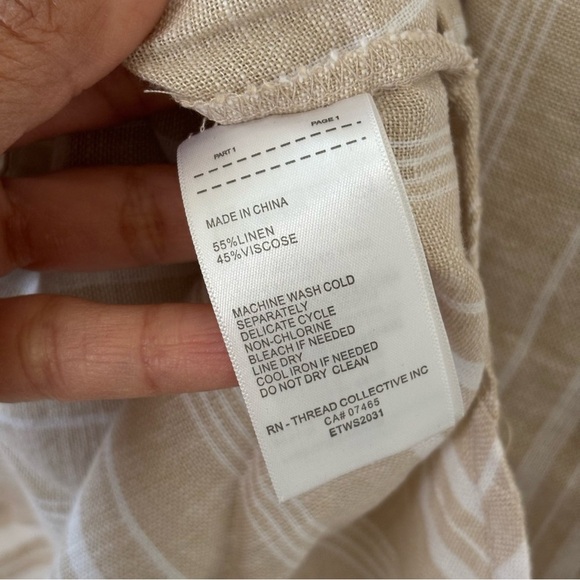 PART 1 PAGE 1
MADE IN CHINA
55%LINEN
45%VISCOSE
MACHINE WASH COLD
SEPARATELY
DELICATE CYCLE
NON-CHLORINE
BLEACH IF NEEDED
LINE DRY
COOL IRON IF NEEDED
DO NOT DRY CLEAN
RN - THREAD COLLECTIVE INC
CA# 07465
ETWS2031